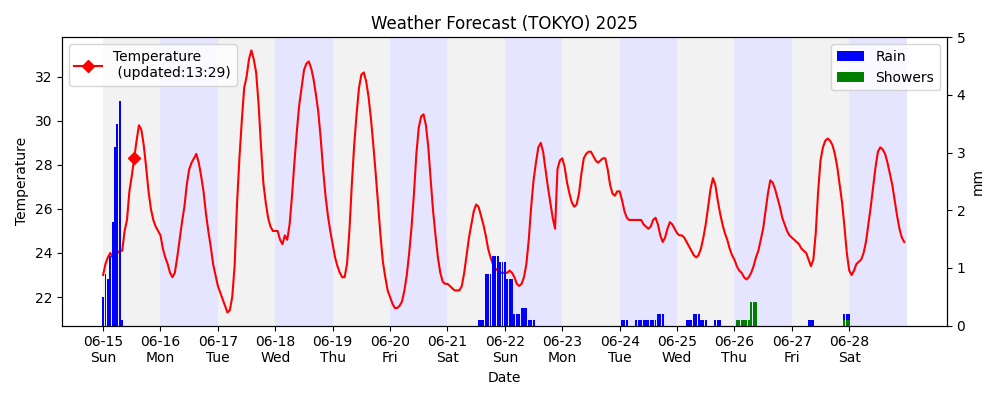 Weather Forecast (TOKYO) 2025
Temperature
(updated:13:29)
Rain
Showers
Temperature
32
30
28
26
24
22
5
4
3
2
1
0
mm
06-15 06-16 06-17 06-18 06-19 06-20 06-21 06-22 06-23 06-24 06-25 06-26 06-27 06-28
Sun Mon Tue Wed Thu Fri Sat Sun Mon Tue Wed Thu Fri Sat
Date